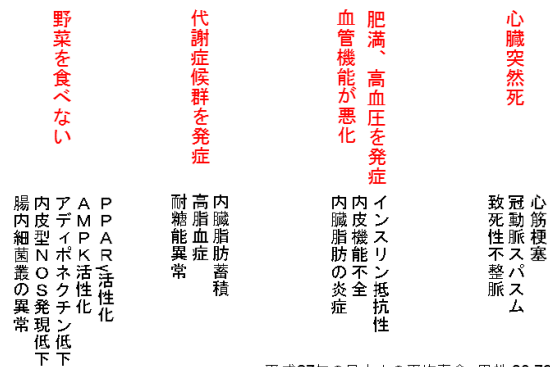 心臓突然死
肥満、高血圧を発症
血管機能が悪化
代謝症候群を発症
野菜を食べない
心筋梗塞
冠動脈スパスム
致死性不整脈
インスリン抵抗性
内皮機能不全
内臓脂肪の炎症
内臓脂肪蓄積
高脂血症
耐糖能異常
PPARγ活性化
AMPK活性化
アディポネクチン低下
内皮型NOS発現低下
腸内細菌叢の異常